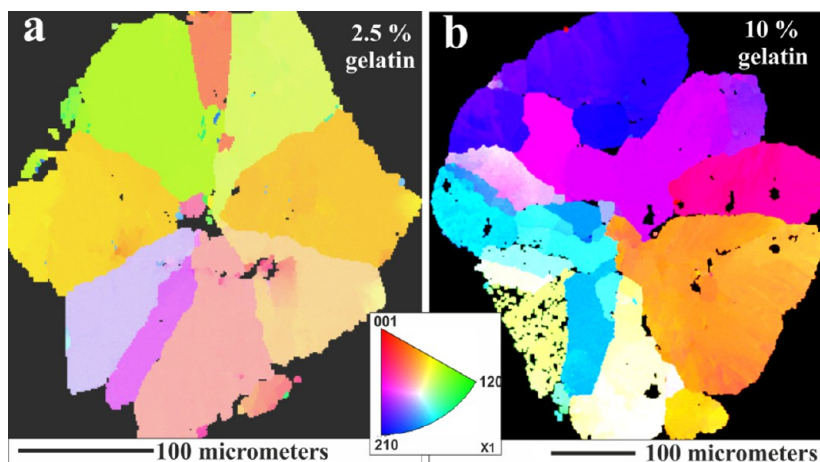 a
2.5 %
gelatin
b
10 %
gelatin
001
120
210
X1
100 micrometers
100 micrometers